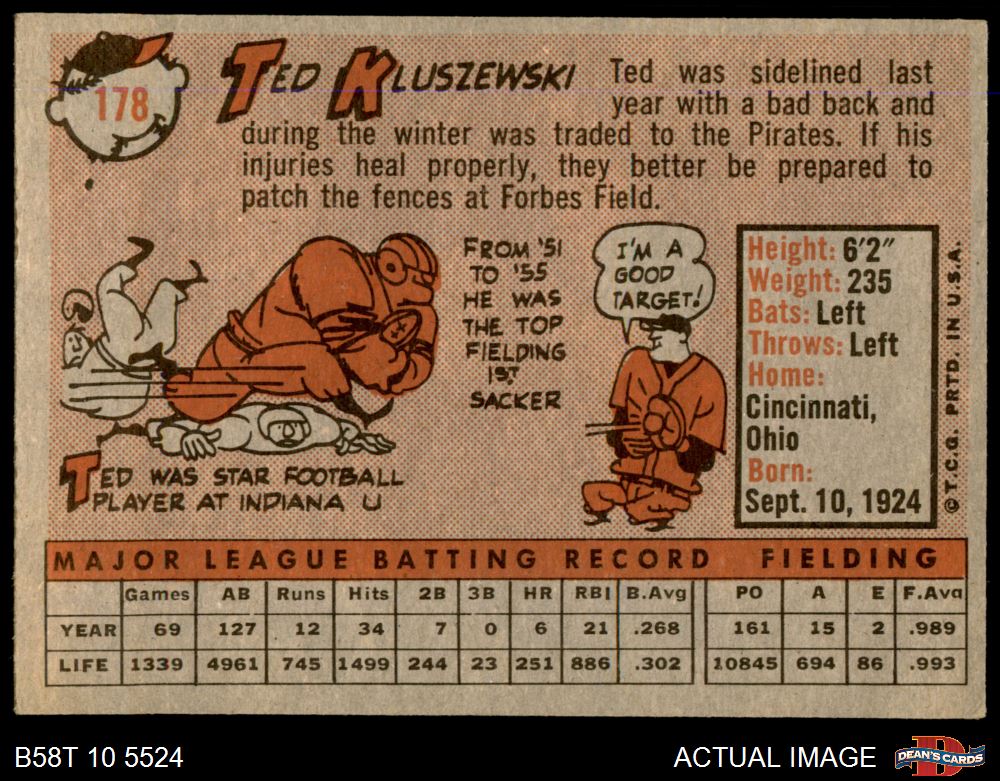 178
TED KLUSZEWSKI
Ted was sidelined last
year with a bad back and
during the winter was traded to the Pirates. If his
injuries heal properly, they better be prepared to
patch the fences at Forbes Field.
FROM '51
TO '55
HE WAS
THE TOP
FIELDING
1ST
SACKER
I'M A
GOOD
TARGET!
TED WAS STAR FOOTBALL
PLAYER AT INDIANA U
Height: 6'2"
Weight: 235
Bats: Left
Throws: Left
Home:
Cincinnati,
Ohio
Born:
Sept. 10, 1924
© T.C.G. PRTD. IN U.S.A.
MAJOR LEAGUE BATTING RECORD FIELDING
Games AB Runs Hits 2B 3B HR RBI B.Avg PO A E F.Avg
YEAR 69 127 12 34 7 0 6 21 .268 161 15 2 .989
LIFE 1339 4961 745 1499 244 23 251 886 .302 10845 694 86 .993
B58T 10 5524
ACTUAL IMAGE
D
DEAN'S CARDS